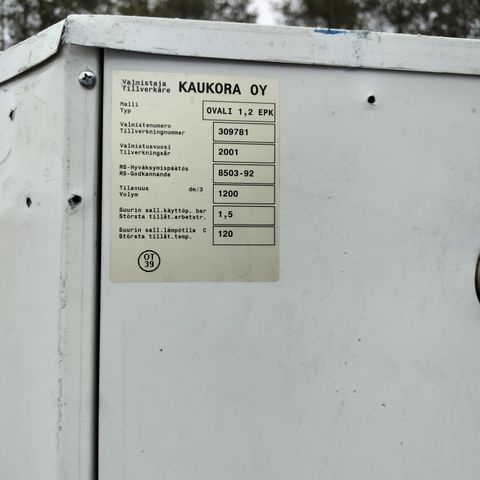 Valmistaja KAUKORA OY
Tillverkare
Malli OVALI 1,2 EPK
Typ
Valmistenumero 309781
Tillverkningnummer
Valmistusvuosi 2001
Tilverkningsår
RS-Hyväksymispäätös 8503-92
RS-Godkannande
Tilavuus dm/3 1200
Volym
Suurin sall.käyttöp. bar 1,5
Största tillåt.arbetstr.
Suurin sall.lämpötila C 120
Största tillåt.temp.
OT
39